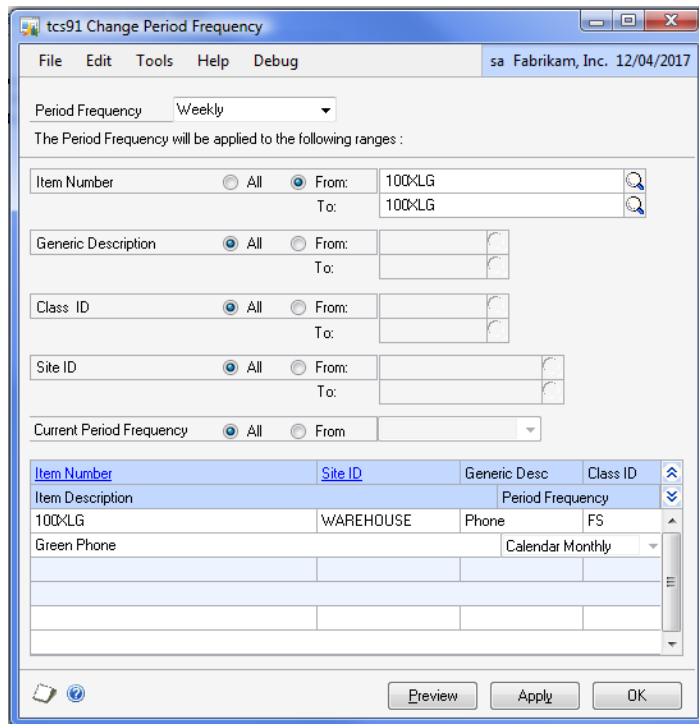 tcs91 Change Period Frequency
File Edit Tools Help Debug sa Fabrikam, Inc. 12/04/2017
Period Frequency Weekly
The Period Frequency will be applied to the following ranges :
Item Number All From: 100XLG
To: 100XLG
Generic Description All From:
To:
Class ID All From:
To:
Site ID All From:
To:
Current Period Frequency All From
Item Number Site ID Generic Desc Class ID
Item Description Period Frequency
100XLG WAREHOUSE Phone FS
Green Phone Calendar Monthly
Preview Apply OK